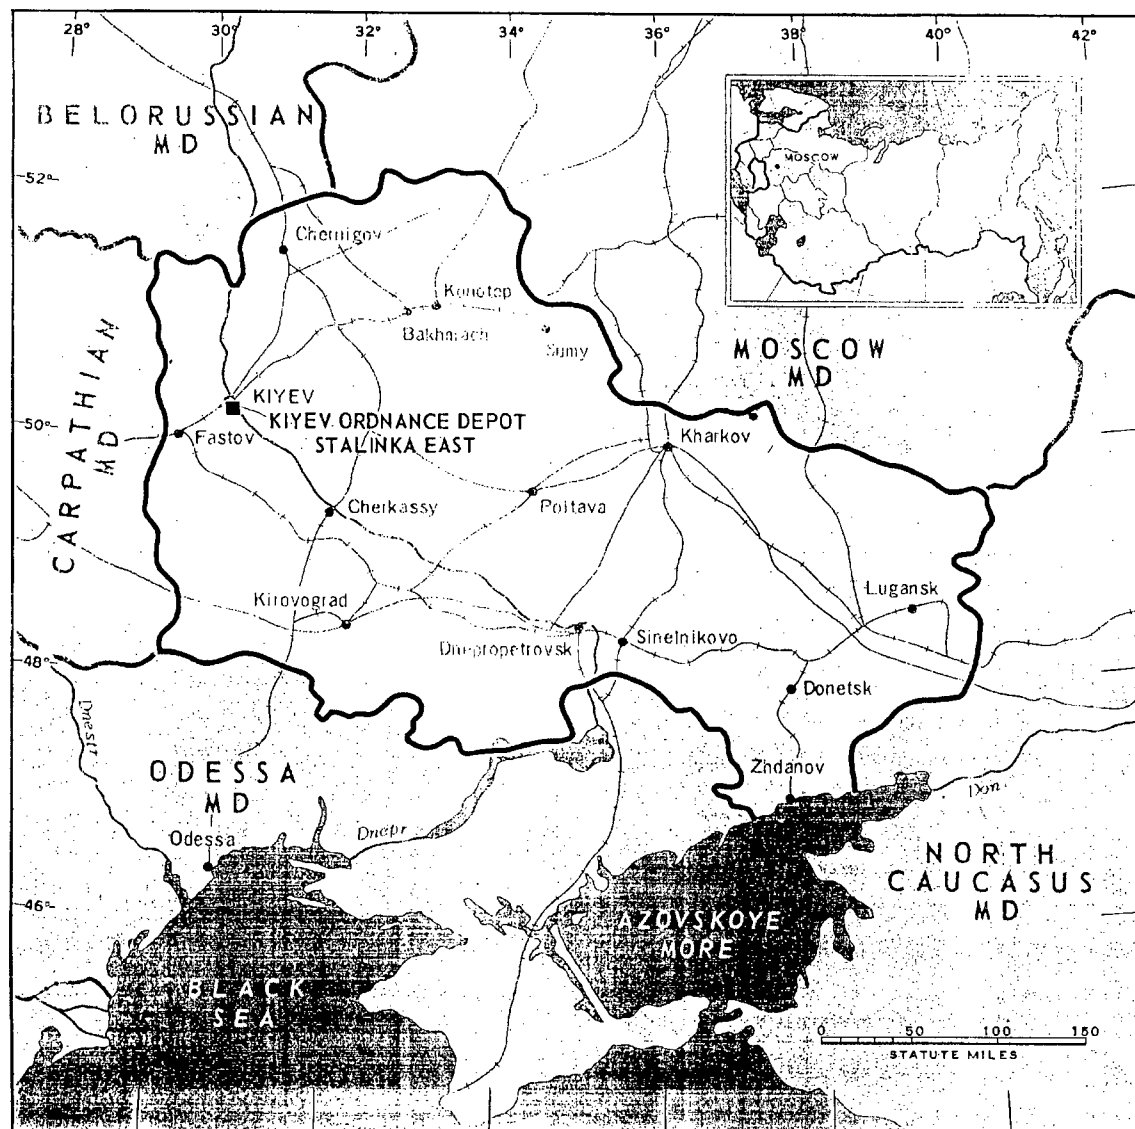 28° 30° 32° 34° 36° 38° 40° 42°
BELORUSSIAN
MD
MOSCOW
52°
Chernigov
Konotop
Bakhmach
Sumy
MOSCOW
MD
CARPATHIAN
MD
KIYEV
50°
KIYEV ORDNANCE DEPOT
STALINKA EAST
Fastov
Kharkov
Cherkassy
Poltava
Kirovograd
Lugansk
Dnepropetrovsk
Sinelnikovo
48°
Donetsk
Dnestr
ODESSA
MD
Zhdanov
Don
Odessa
Dnepr
NORTH
CAUCASUS
MD
46°
AZOVSKOYE
MORE
BLACK
SEA
0 50 100 150
STATUTE MILES